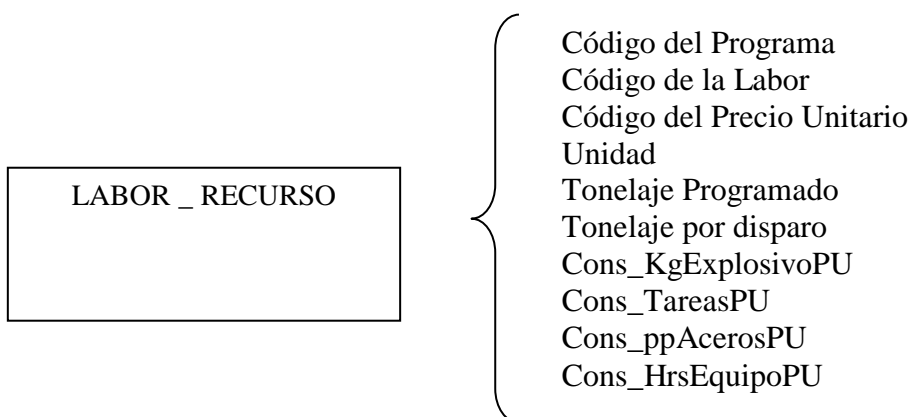 LABOR _ RECURSO
Código del Programa
Código de la Labor
Código del Precio Unitario
Unidad
Tonelaje Programado
Tonelaje por disparo
Cons_KgExplosivoPU
Cons_TareasPU
Cons_ppAcerosPU
Cons_HrsEquipoPU